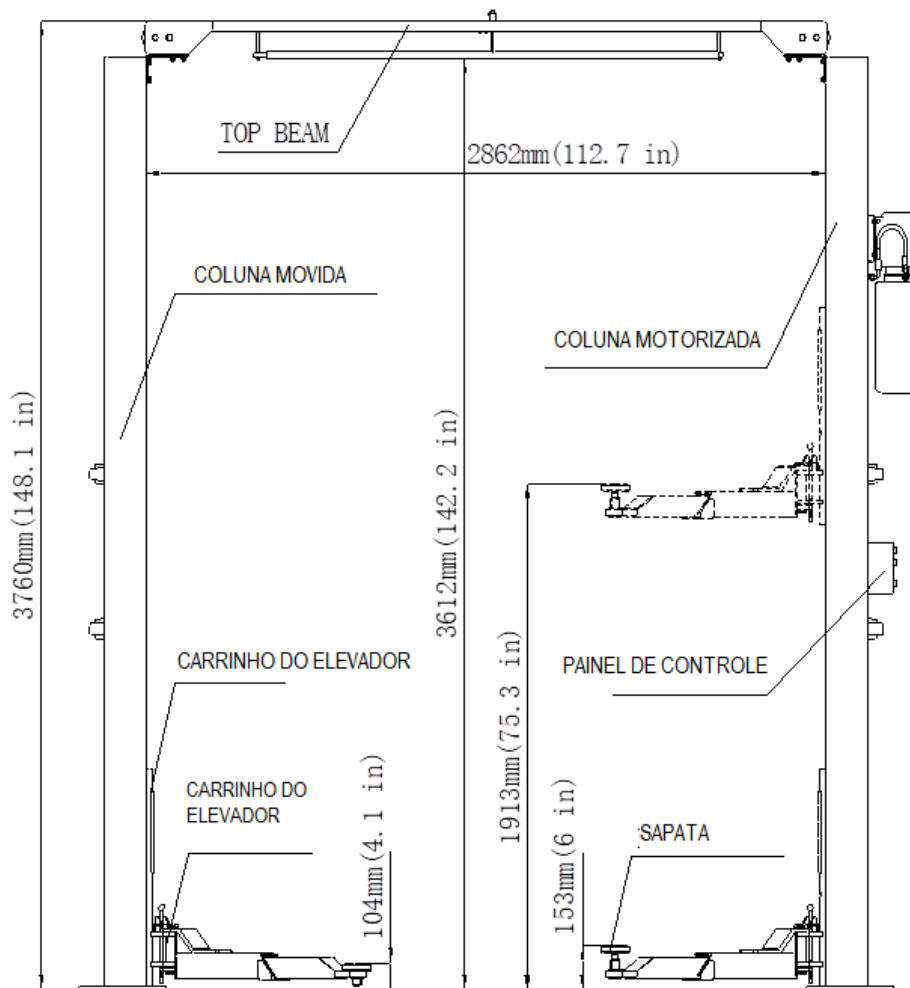 TOP BEAM
2862mm(112.7 in)
COLUNA MOVIDA
COLUNA MOTORIZADA
3760mm(148.1 in)
3612mm(142.2 in)
CARRINHO DO ELEVADOR
PAINEL DE CONTROLE
1913mm(75.3 in)
CARRINHO DO
ELEVADOR
104mm(4.1 in)
153mm(6 in)
SAPATA